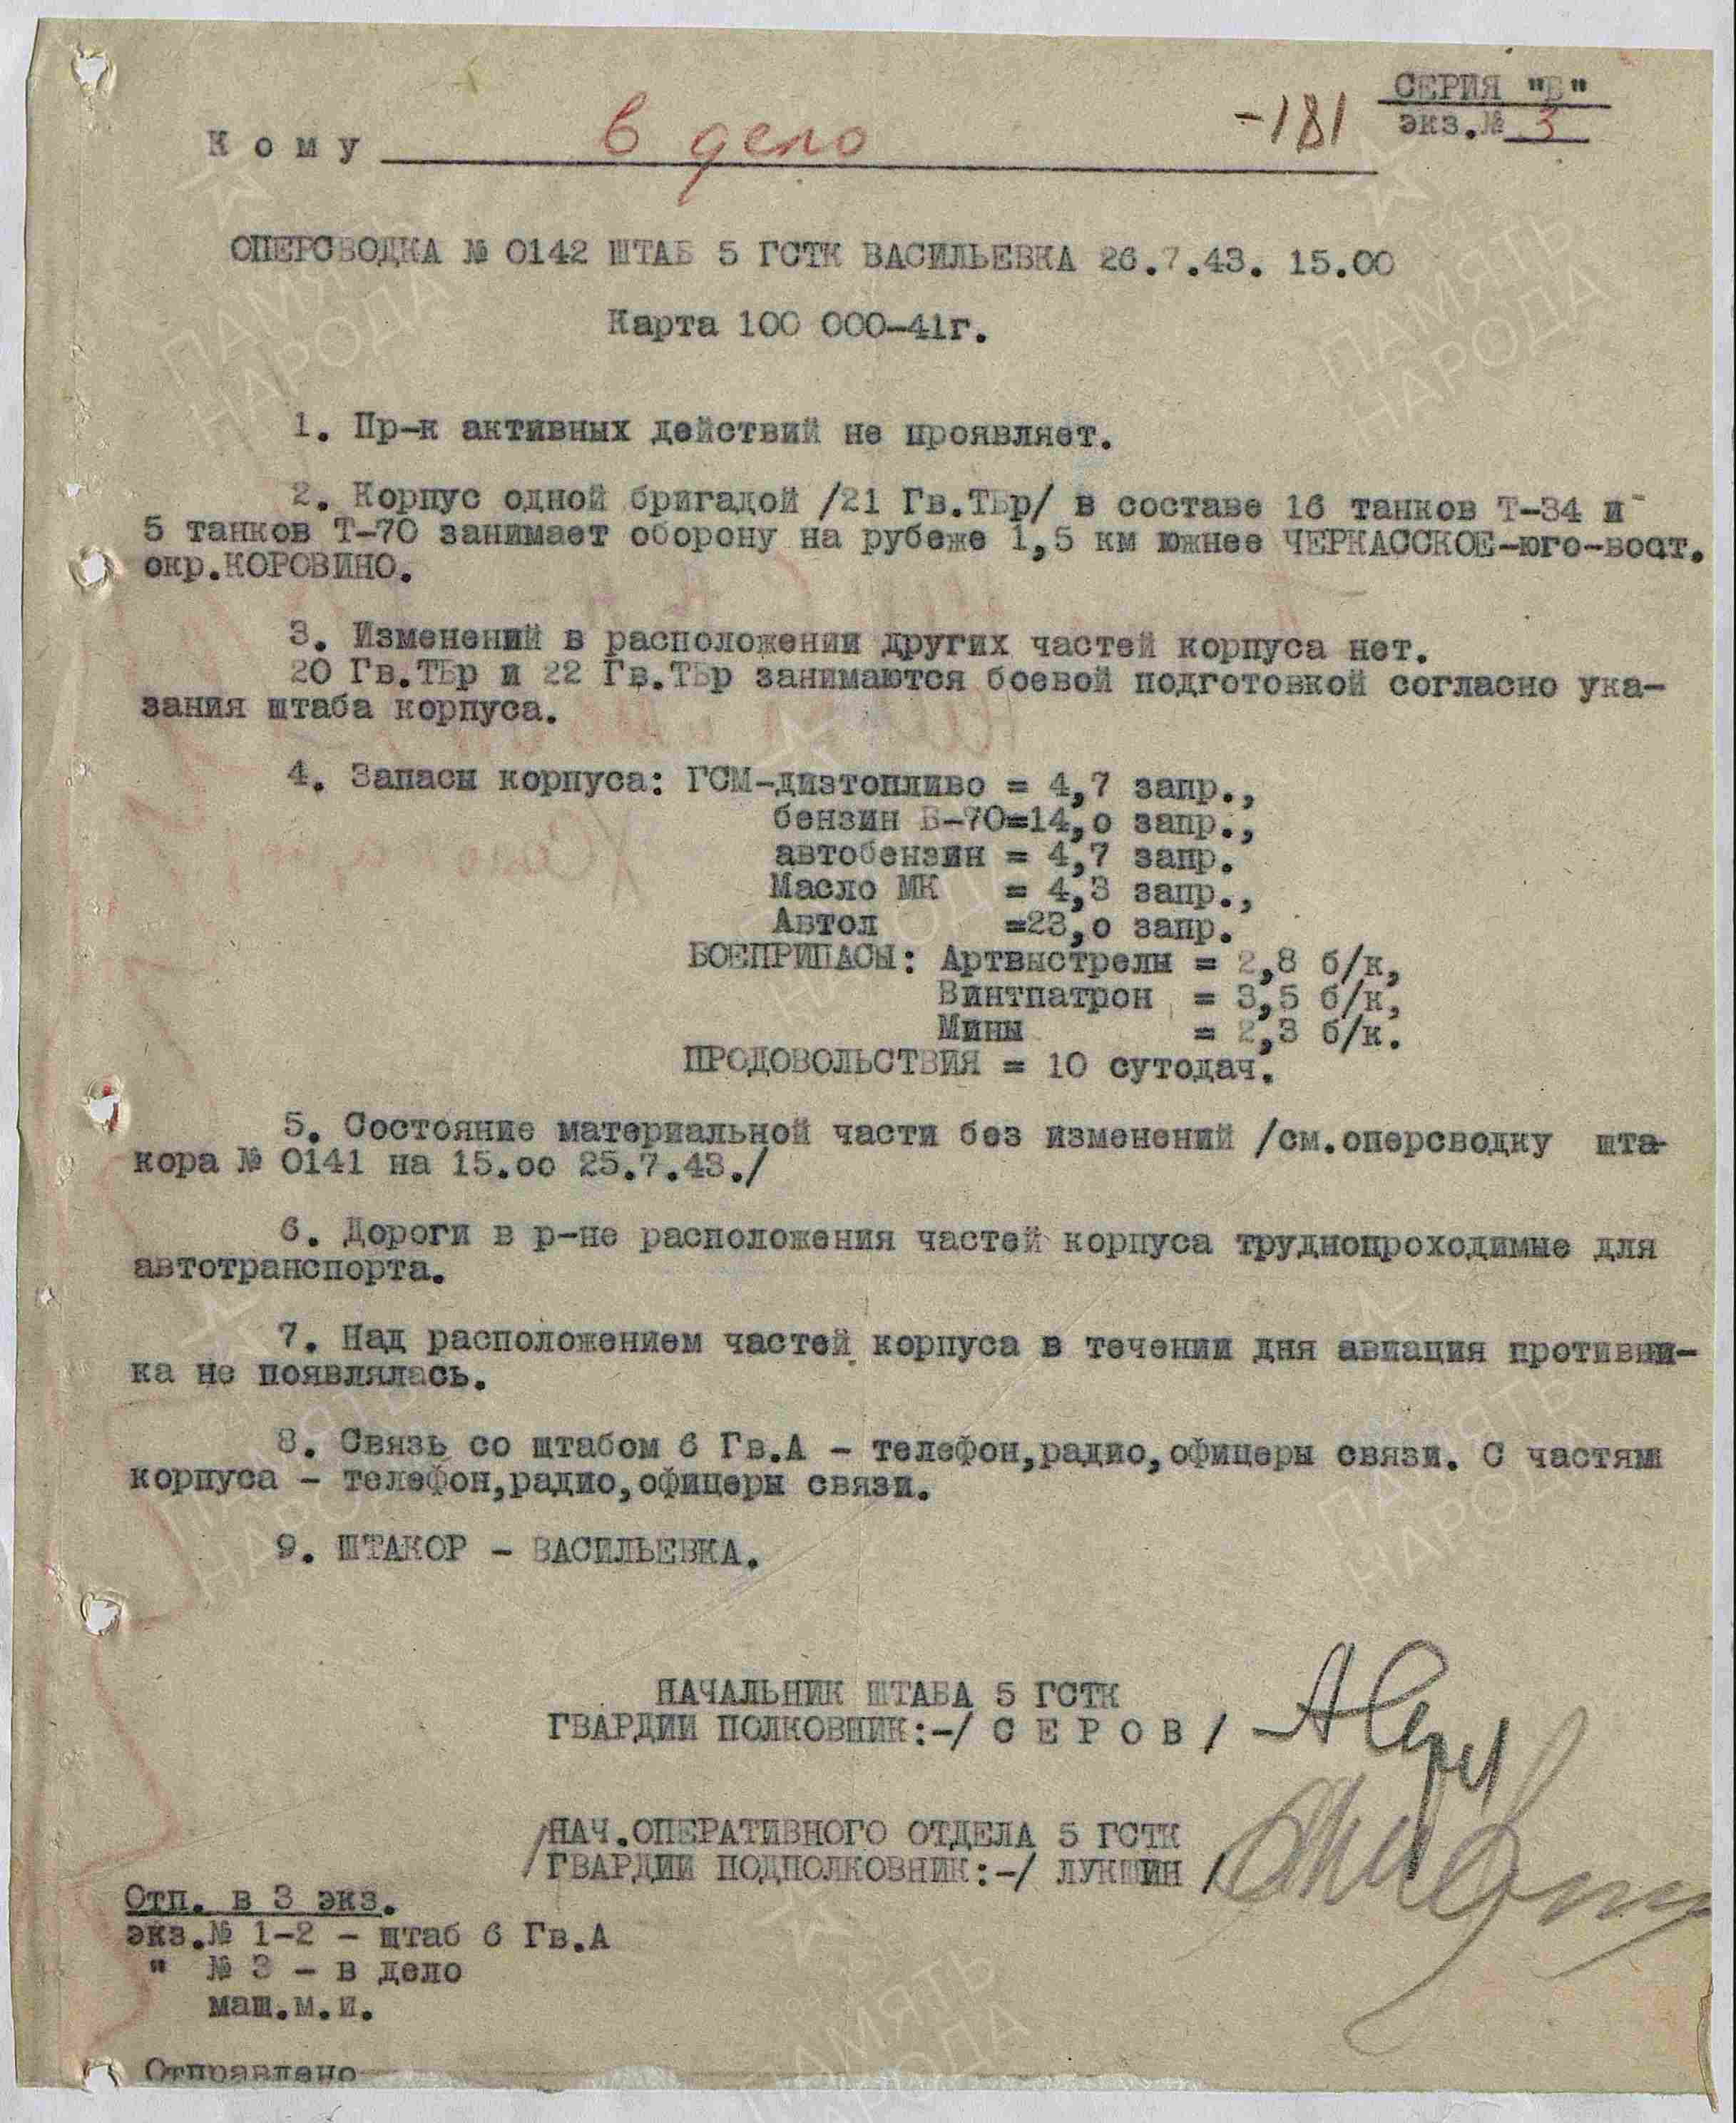 СЕРИЯ "Б"
Кому в дело -181 экз.№ 3
ОПЕРСВОДКА № 0142 ШТАБ 5 ГСТК ВАСИЛЬЕВКА 26.7.43. 15.00
Карта 100 000-41г.
1. Пр-к активных действий не проявляет.
2. Корпус одной бригадой /21 Гв.ТБр/ в составе 16 танков Т-34 и
5 танков Т-70 занимает оборону на рубеже 1,5 км южнее ЧЕРКАССКОЕ-юго-вост.
окр.КОРОВИНО.
3. Изменений в расположении других частей корпуса нет.
20 Гв.ТБр и 22 Гв.ТБр занимаются боевой подготовкой согласно ука-
зания штаба корпуса.
4. Запасы корпуса: ГСМ-дизтопливо = 4,7 запр.,
бензин Б-70=14,о запр.,
автобензин = 4,7 запр.
Масло МК = 4,3 запр.,
Автол =23,о запр.
БОЕПРИПАСЫ: Артвыстрелы = 2,8 б/к,
Винтпатрон = 3,5 б/к,
Мины = 2,3 б/к.
ПРОДОВОЛЬСТВИЯ = 10 сутодач.
5. Состояние материальной части без изменений /см.оперсводку шта-
кора № 0141 на 15.оо 25.7.43./
6. Дороги в р-не расположения частей корпуса труднопроходимые для
автотранспорта.
7. Над расположением частей корпуса в течении дня авиация противни-
ка не появлялась.
8. Связь со штабом 6 Гв.А - телефон,радио,офицеры связи. С частями
корпуса - телефон,радио,офицеры связи.
9. ШТАКОР - ВАСИЛЬЕВКА.
НАЧАЛЬНИК ШТАБА 5 ГСТК
ГВАРДИИ ПОЛКОВНИК:-/ С Е Р О В /
/НАЧ.ОПЕРАТИВНОГО ОТДЕЛА 5 ГСТК
/ГВАРДИИ ПОДПОЛКОВНИК:-/ ЛУКШИН /
Отп. в 3 экз.
экз.№ 1-2 - штаб 6 Гв.А
" № 3 - в дело
маш.м.и.
Отправлено
ПАМЯТЬ
НАРОДА